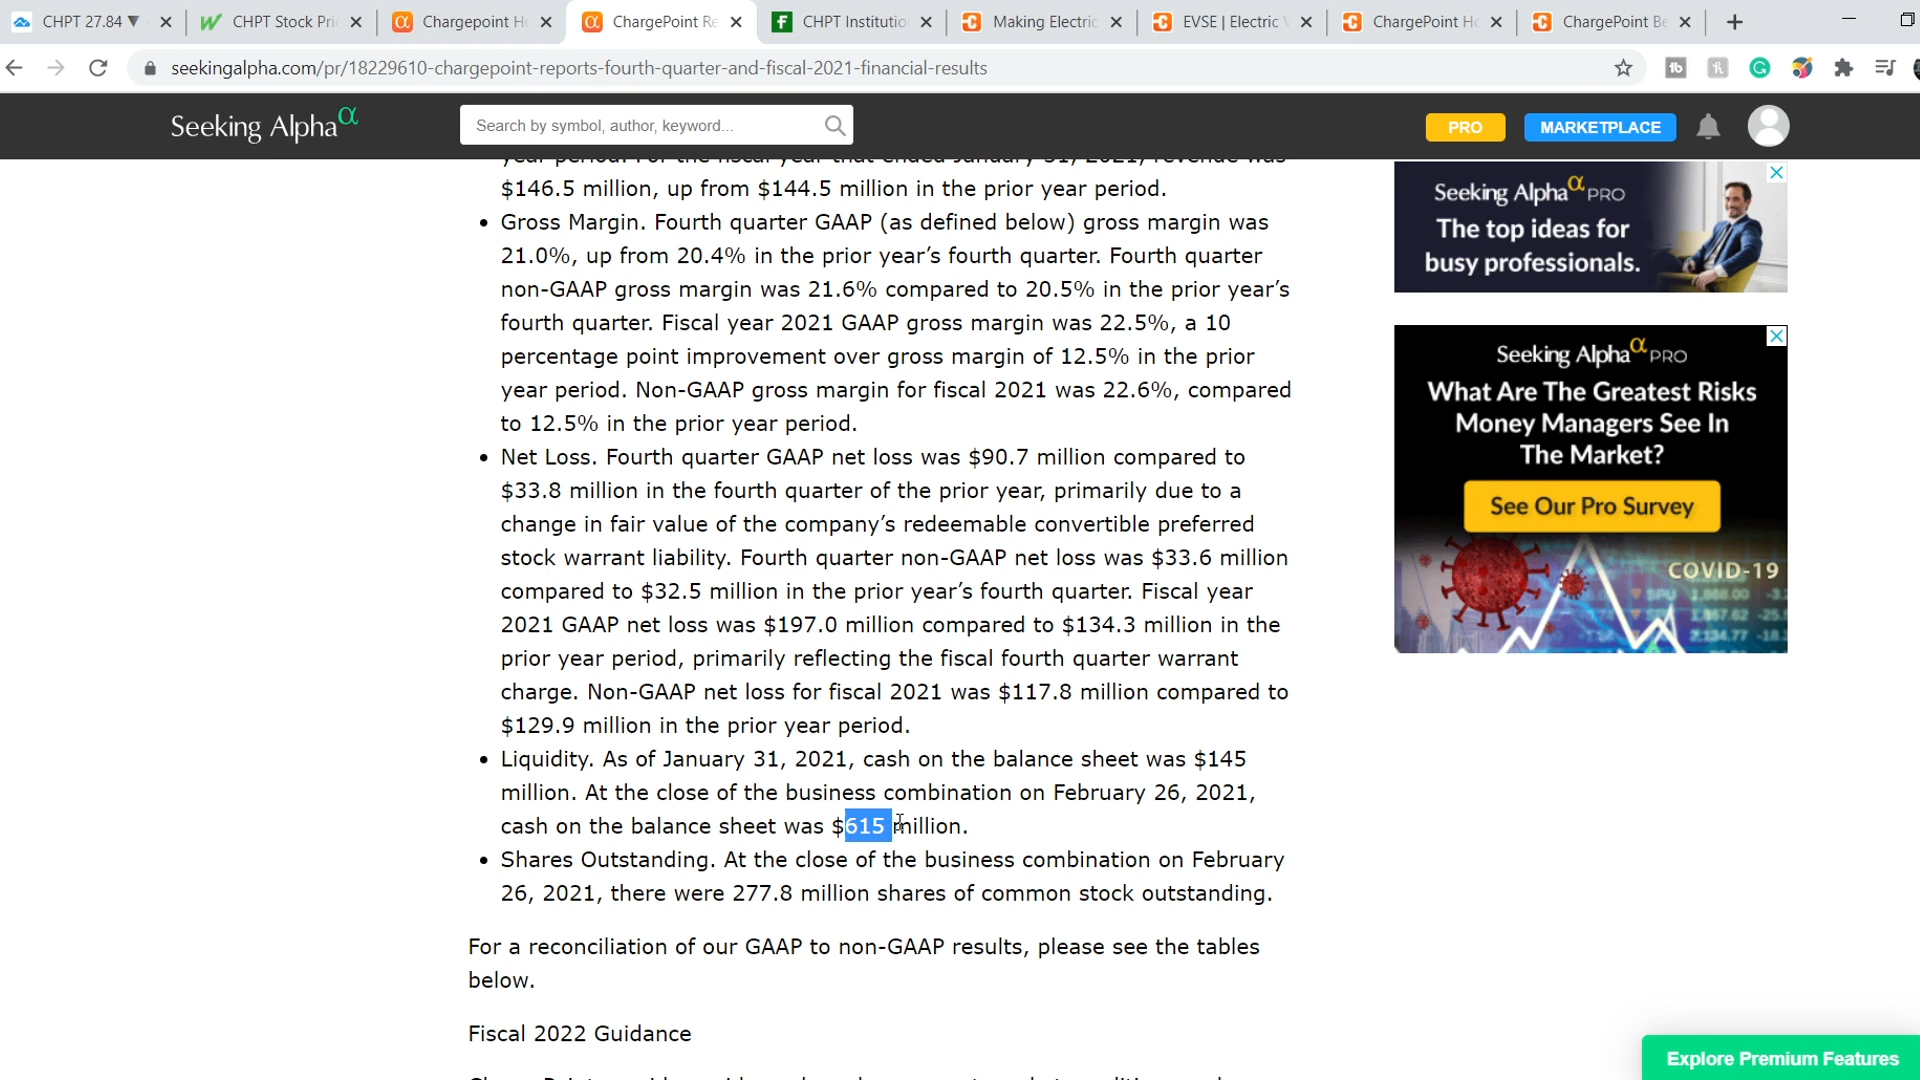 CHPT 27.84 ▼
CHPT Stock Pri
Chargepoint Ho
ChargePoint Re
CHPT Institutio
Making Electric
EVSE | Electric V
ChargePoint Ho
ChargePoint Be
seekingalpha.com/pr/18229610-chargepoint-reports-fourth-quarter-and-fiscal-2021-financial-results
Seeking Alpha α
Search by symbol, author, keyword...
PRO
MARKETPLACE
year period. For the fiscal year that ended January 31, 2021, revenue was
$146.5 million, up from $144.5 million in the prior year period.
• Gross Margin. Fourth quarter GAAP (as defined below) gross margin was
21.0%, up from 20.4% in the prior year’s fourth quarter. Fourth quarter
non-GAAP gross margin was 21.6% compared to 20.5% in the prior year’s
fourth quarter. Fiscal year 2021 GAAP gross margin was 22.5%, a 10
percentage point improvement over gross margin of 12.5% in the prior
year period. Non-GAAP gross margin for fiscal 2021 was 22.6%, compared
to 12.5% in the prior year period.
• Net Loss. Fourth quarter GAAP net loss was $90.7 million compared to
$33.8 million in the fourth quarter of the prior year, primarily due to a
change in fair value of the company’s redeemable convertible preferred
stock warrant liability. Fourth quarter non-GAAP net loss was $33.6 million
compared to $32.5 million in the prior year’s fourth quarter. Fiscal year
2021 GAAP net loss was $197.0 million compared to $134.3 million in the
prior year period, primarily reflecting the fiscal fourth quarter warrant
charge. Non-GAAP net loss for fiscal 2021 was $117.8 million compared to
$129.9 million in the prior year period.
• Liquidity. As of January 31, 2021, cash on the balance sheet was $145
million. At the close of the business combination on February 26, 2021,
cash on the balance sheet was $615 million.
• Shares Outstanding. At the close of the business combination on February
26, 2021, there were 277.8 million shares of common stock outstanding.
For a reconciliation of our GAAP to non-GAAP results, please see the tables
below.
Fiscal 2022 Guidance
Seeking Alpha α PRO
The top ideas for
busy professionals.
Seeking Alpha α PRO
What Are The Greatest Risks
Money Managers See In
The Market?
See Our Pro Survey
COVID-19
Explore Premium Features